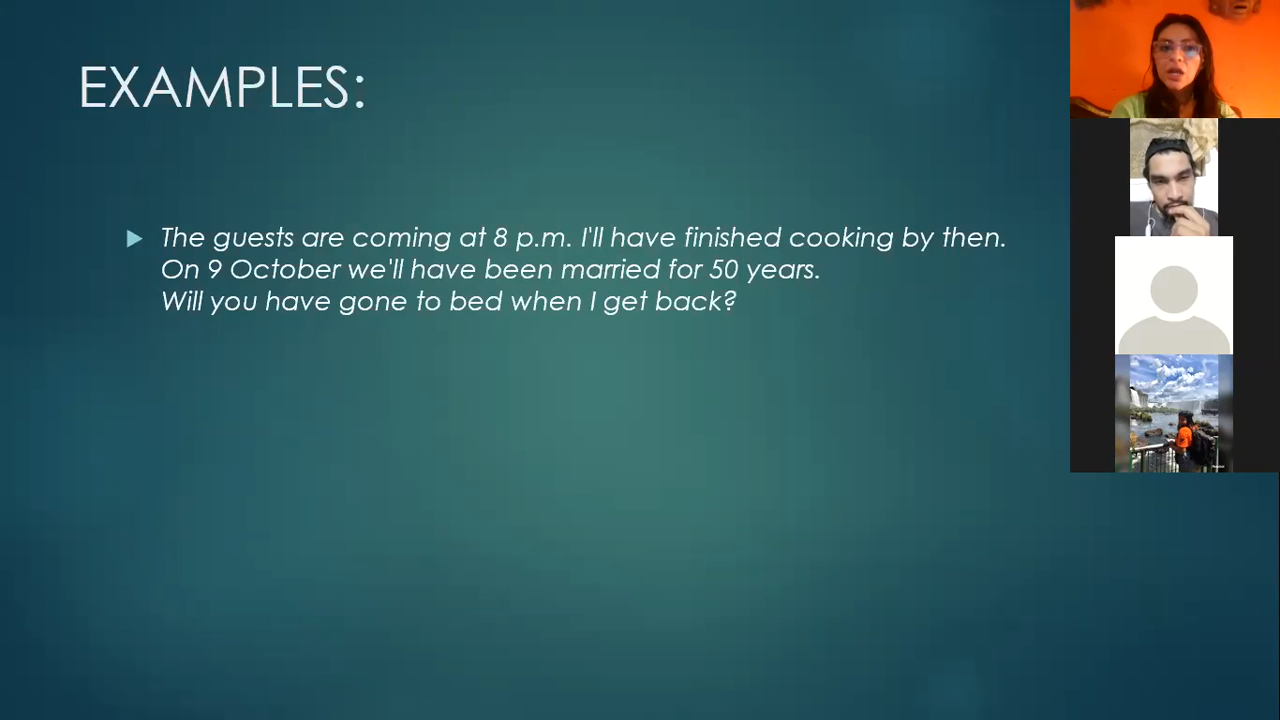 EXAMPLES:
The guests are coming at 8 p.m. I'll have finished cooking by then.
On 9 October we'll have been married for 50 years.
Will you have gone to bed when I get back?